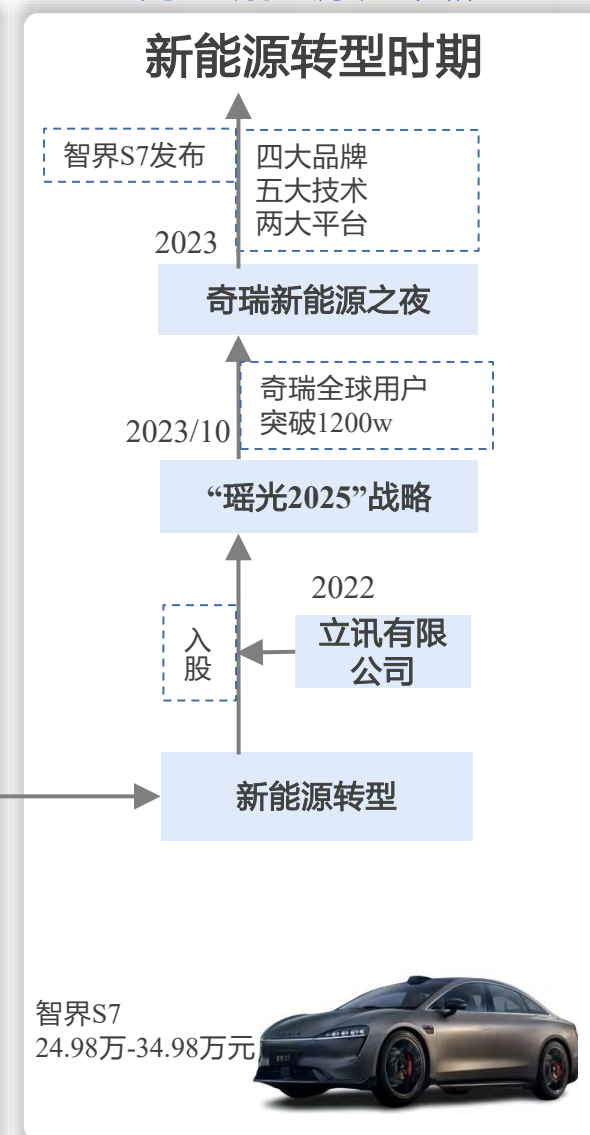 新能源转型时期
智界S7发布
四大品牌
五大技术
两大平台
2023
奇瑞新能源之夜
奇瑞全球用户
突破1200w
2023/10
“瑶光2025”战略
2022
入
股
立讯有限
公司
新能源转型
智界S7
24.98万-34.98万元